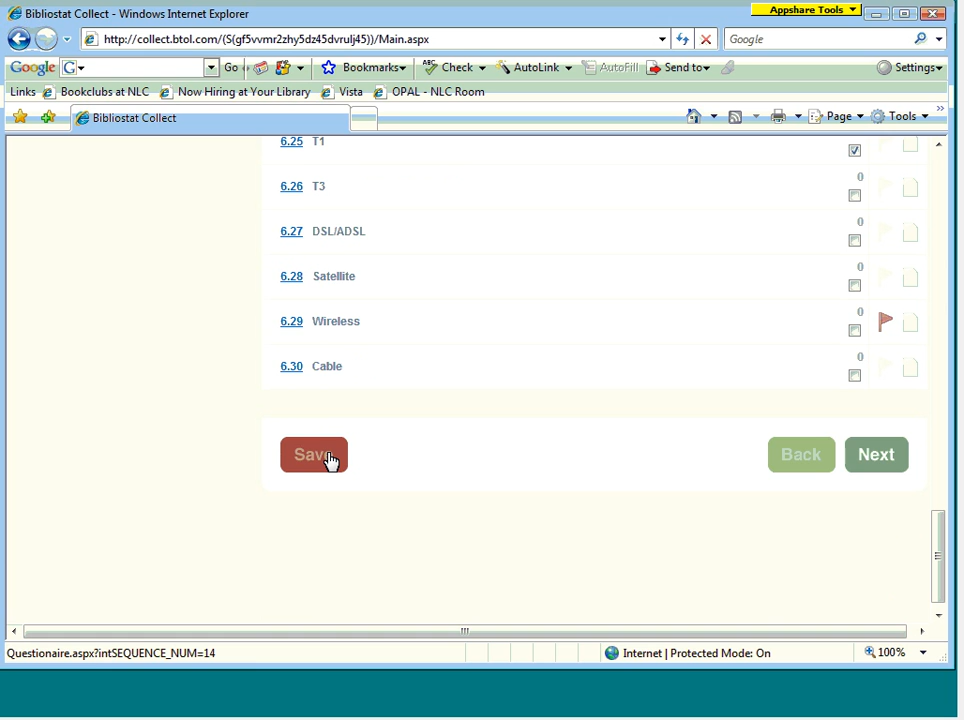 Bibliostat Collect - Windows Internet Explorer
Appshare Tools
http://collect.btol.com/(S(gf5vvmr2zhy5dz45dvrulj45))/Main.aspx
Google
Google G Go Bookmarks ABC Check AutoLink AutoFill Send to Settings
Links Bookclubs at NLC Now Hiring at Your Library Vista OPAL - NLC Room
Bibliostat Collect Page Tools »
6.25 T1
6.26 T3 0
6.27 DSL/ADSL 0
6.28 Satellite 0
6.29 Wireless 0
6.30 Cable 0
Save Back Next
Questionaire.aspx?intSEQUENCE_NUM=14 Internet | Protected Mode: On 100%